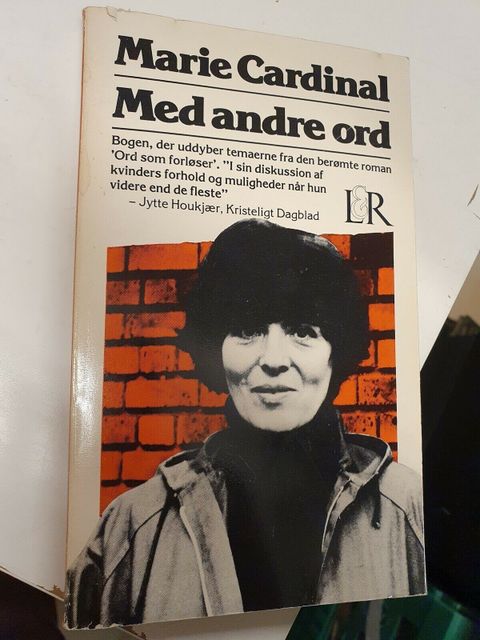 Marie Cardinal
Med andre ord
Bogen, der uddyber temaerne fra den berømte roman
'Ord som forløser'. "I sin diskussion af
kvinders forhold og muligheder når hun
videre end de fleste"
– Jytte Houkjær, Kristeligt Dagblad
L&R